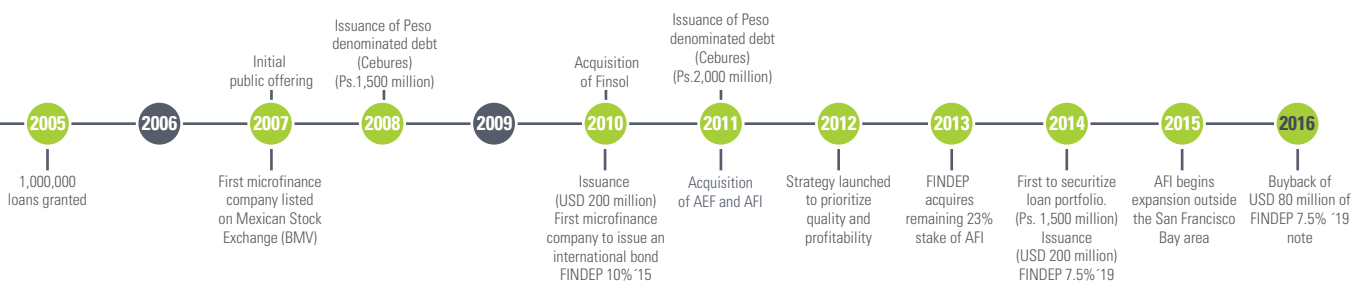 Initial
public offering
Issuance of Peso
denominated debt
(Cebures)
(Ps.1,500 million)
Acquisition
of Finsol
Issuance of Peso
denominated debt
(Cebures)
(Ps.2,000 million)
2005
2006
2007
2008
2009
2010
2011
2012
2013
2014
2015
2016
1,000,000
loans granted
First microfinance
company listed
on Mexican Stock
Exchange (BMV)
Issuance
(USD 200 million)
First microfinance
company to issue an
international bond
FINDEP 10%´15
Acquisition
of AEF and AFI
Strategy launched
to prioritize
quality and
profitability
FINDEP
acquires
remaining 23%
stake of AFI
First to securitize
loan portfolio.
(Ps. 1,500 million)
Issuance
(USD 200 million)
FINDEP 7.5%´19
AFI begins
expansion outside
the San Francisco
Bay area
Buyback of
USD 80 million of
FINDEP 7.5% ´19
note